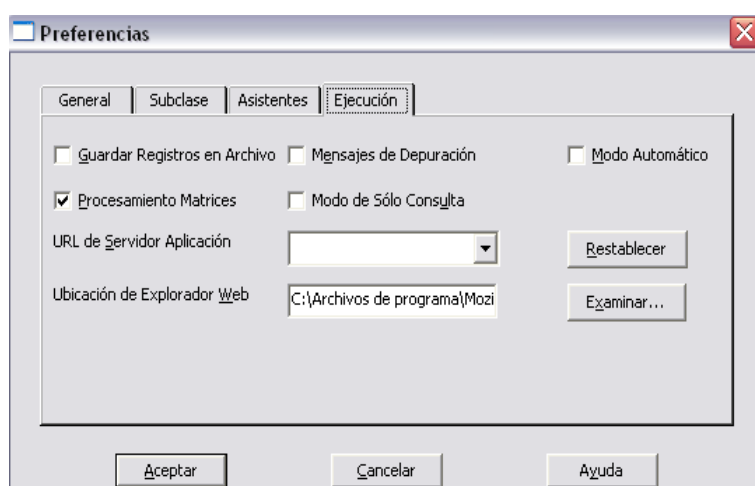 Preferencias
General Subclase Asistentes Ejecución
Guardar Registros en Archivo Mensajes de Depuración Modo Automático
Procesamiento Matrices Modo de Sólo Consulta
URL de Servidor Aplicación Restablecer
Ubicación de Explorador Web C:\Archivos de programa\Mozi Examinar...
Aceptar Cancelar Ayuda